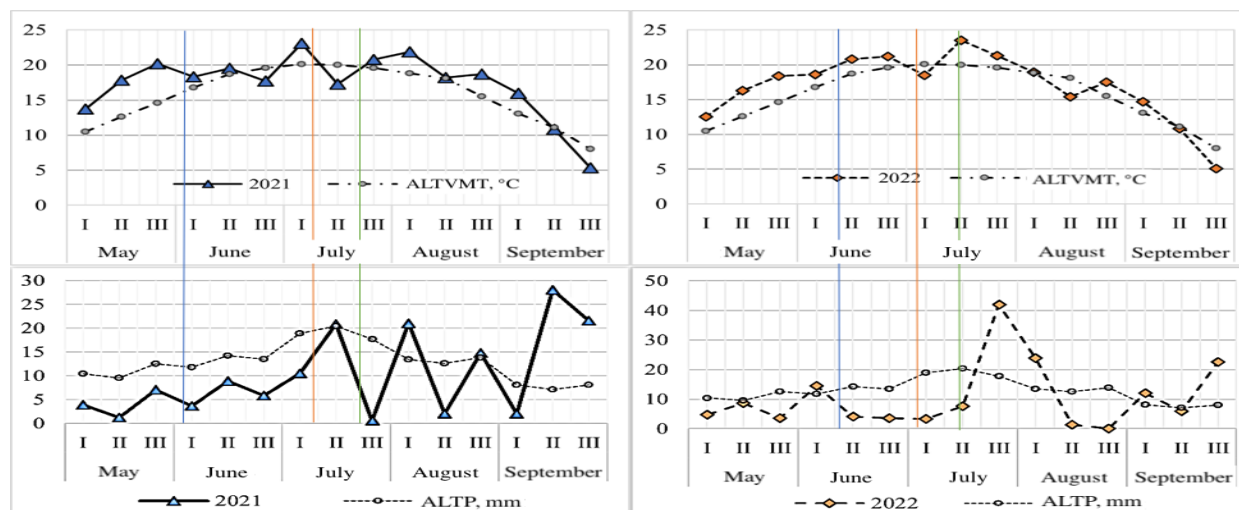 25
20
15
10
5
0
2021 ALTVMT, °C
I II III I II III I II III I II III I II III
May June July August September
25
20
15
10
5
0
2022 ALTVMT, °C
I II III I II III I II III I II III I II III
May June July August September
30
25
20
15
10
5
0
I II III I II III I II III I II III I II III
May June July August September
2021 ALTP, mm
50
40
30
20
10
0
I II III I II III I II III I II III I II III
May June July August September
2022 ALTP, mm